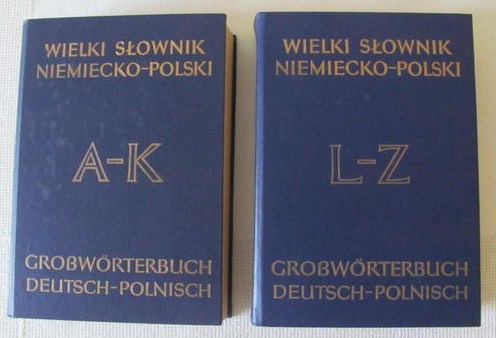 WIELKI SŁOWNIK
NIEMIECKO-POLSKI
A-K
GROßWÖRTERBUCH
DEUTSCH-POLNISCH
WIELKI SŁOWNIK
NIEMIECKO-POLSKI
L-Z
GROßWÖRTERBUCH
DEUTSCH-POLNISCH